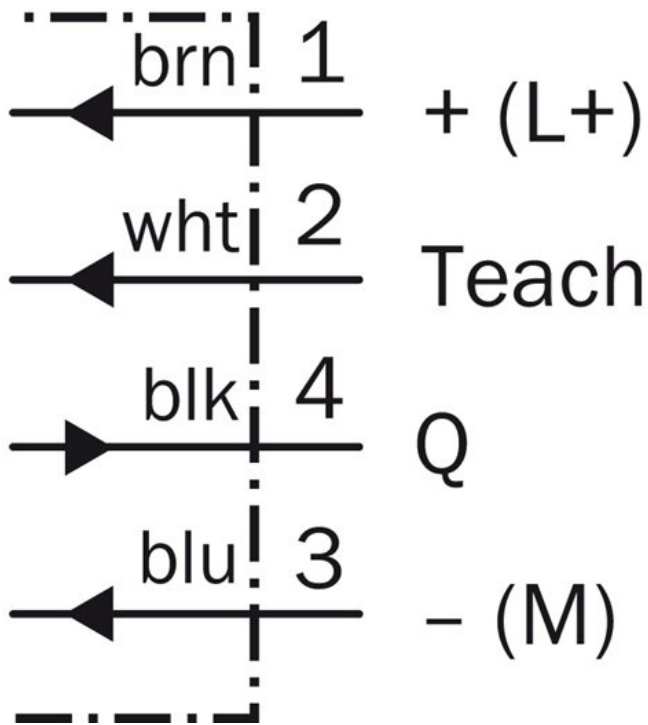 brn 1 + (L+)
wht 2 Teach
blk 4 Q
blu 3 – (M)